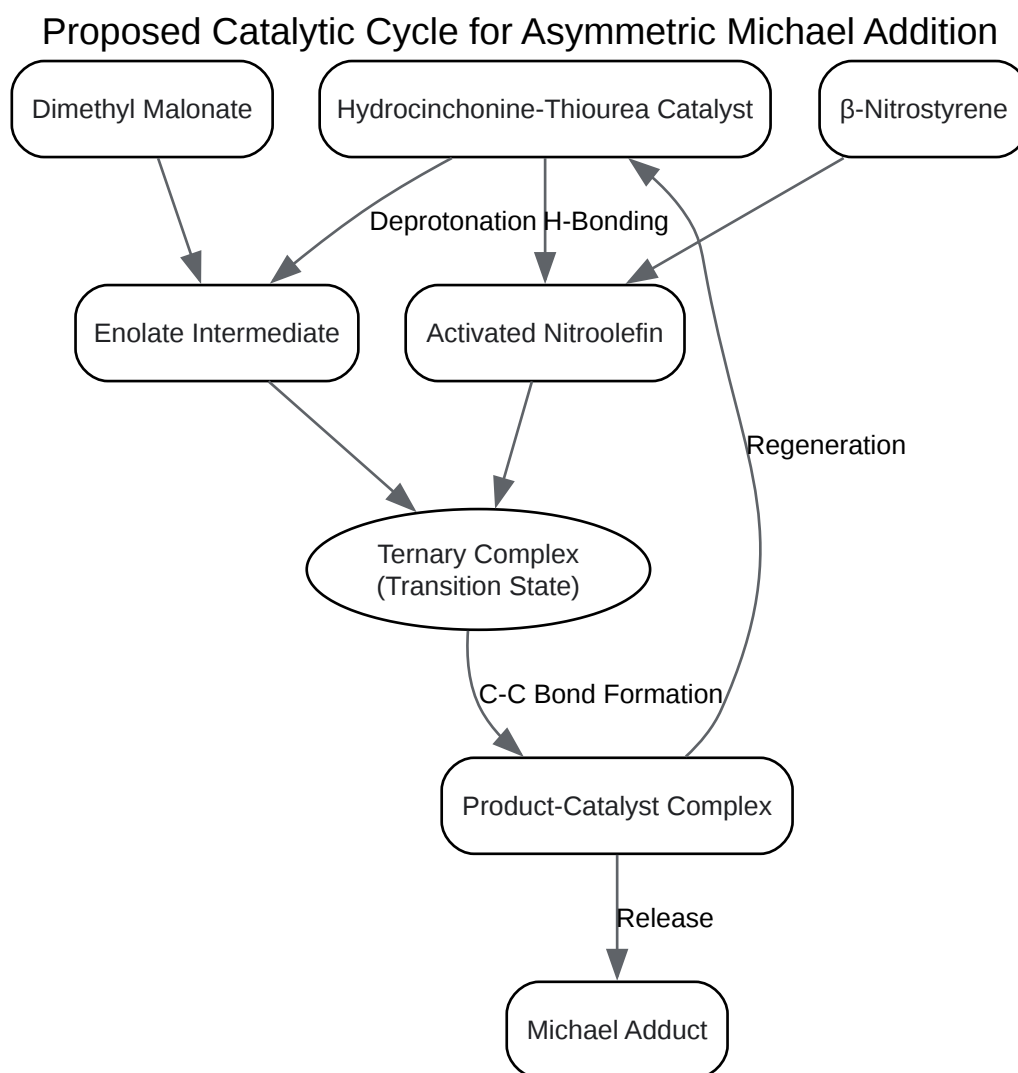 Proposed Catalytic Cycle for Asymmetric Michael Addition
Dimethyl Malonate
Hydrocinchonine-Thiourea Catalyst
β-Nitrostyrene
Deprotonation
H-Bonding
Enolate Intermediate
Activated Nitroolefin
Regeneration
Ternary Complex
(Transition State)
C-C Bond Formation
Product-Catalyst Complex
Release
Michael Adduct